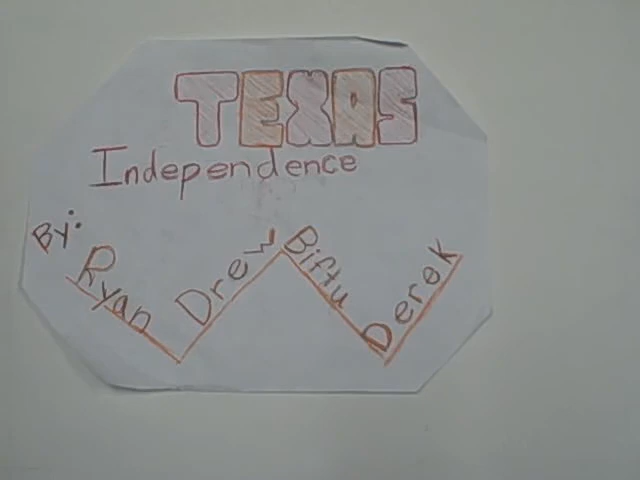 TEXAS
Independence
By:
Ryan
Drew
Biftu
Derek